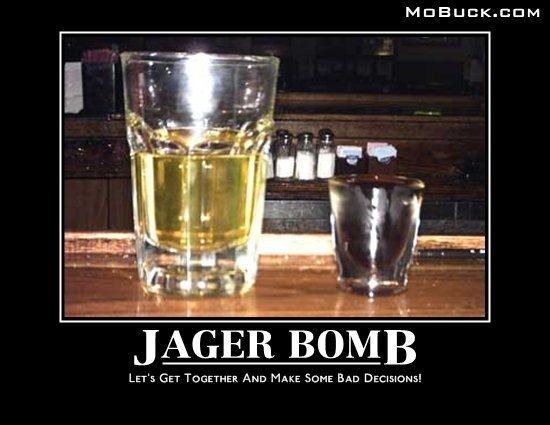 MoBuck.com
JAGER BOMB
Let's Get Together And Make Some Bad Decisions!